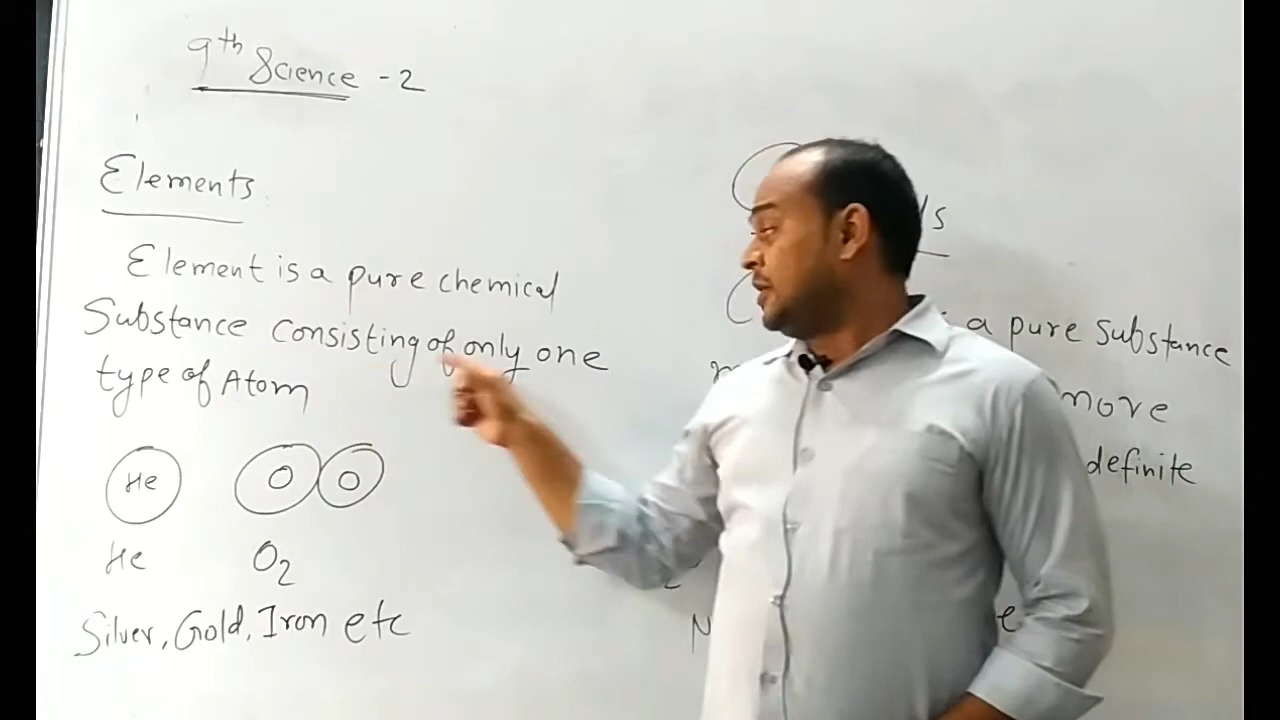 9th Science - 2
Elements
Element is a pure chemical
Substance consisting of only one
type of Atom
He O O
He O2
Silver, Gold, Iron etc
a pure substance
more
definite